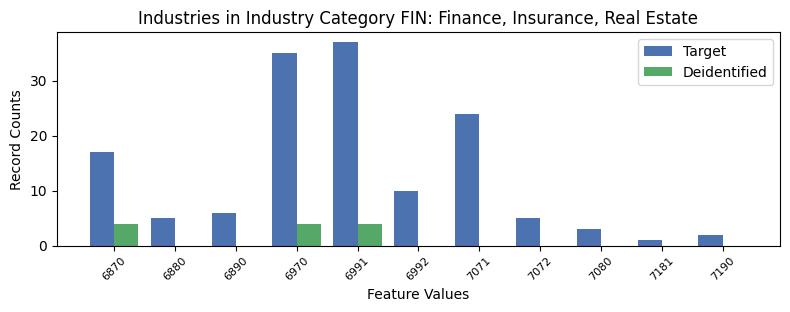 Industries in Industry Category FIN: Finance, Insurance, Real Estate
Target
Deidentified
Record Counts
30
20
10
0
6870 6880 6890 6970 6991 6992 7071 7072 7080 7181 7190
Feature Values